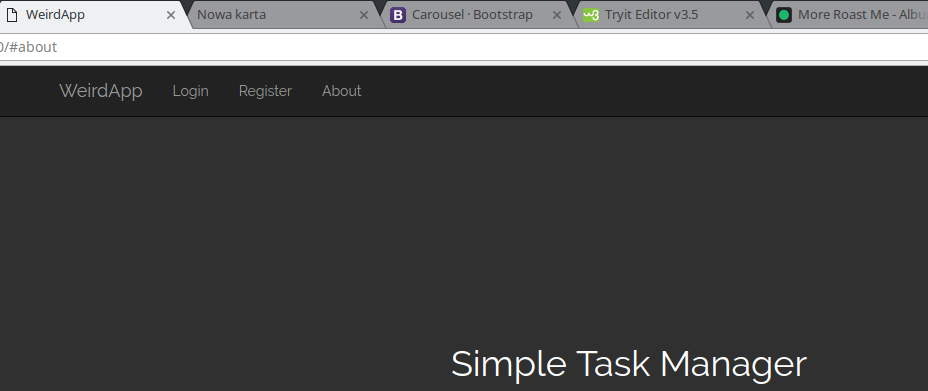 WeirdApp Nowa karta Carousel · Bootstrap Tryit Editor v3.5 More Roast Me - Albu
0/#about
WeirdApp Login Register About
Simple Task Manager